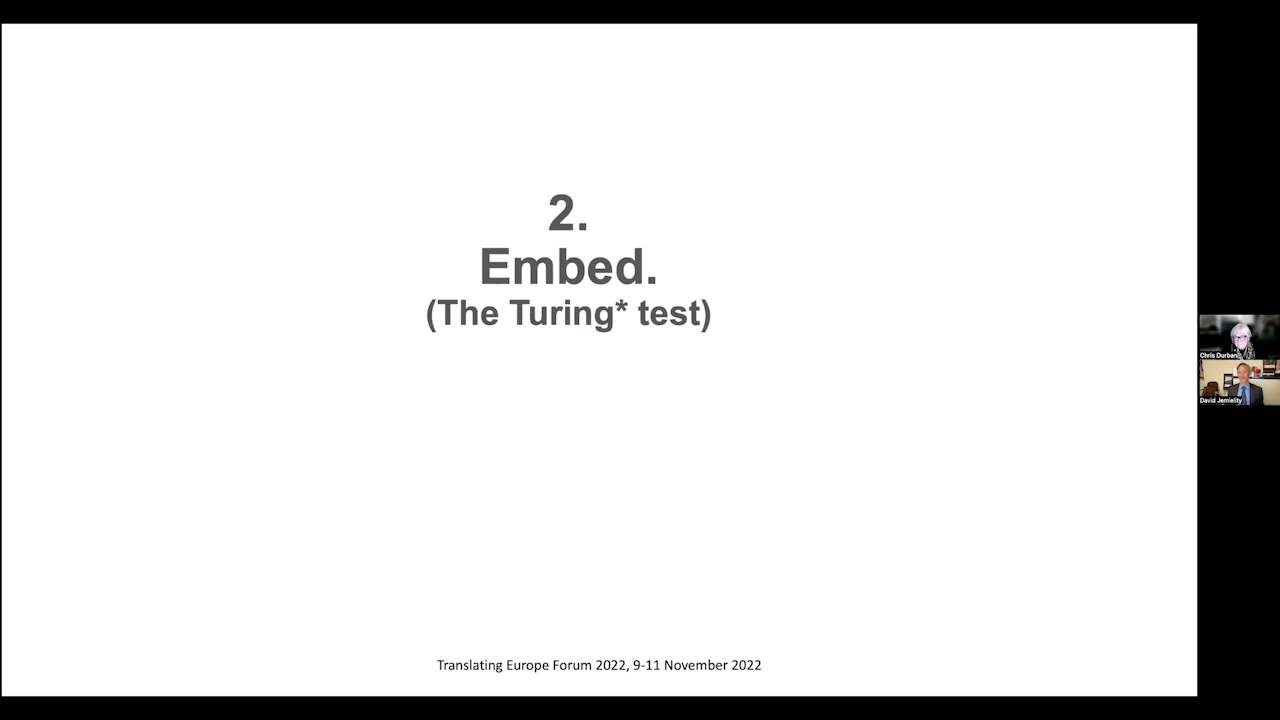 2.
Embed.
(The Turing* test)
Translating Europe Forum 2022, 9-11 November 2022
Chris Durban
David Jemielity